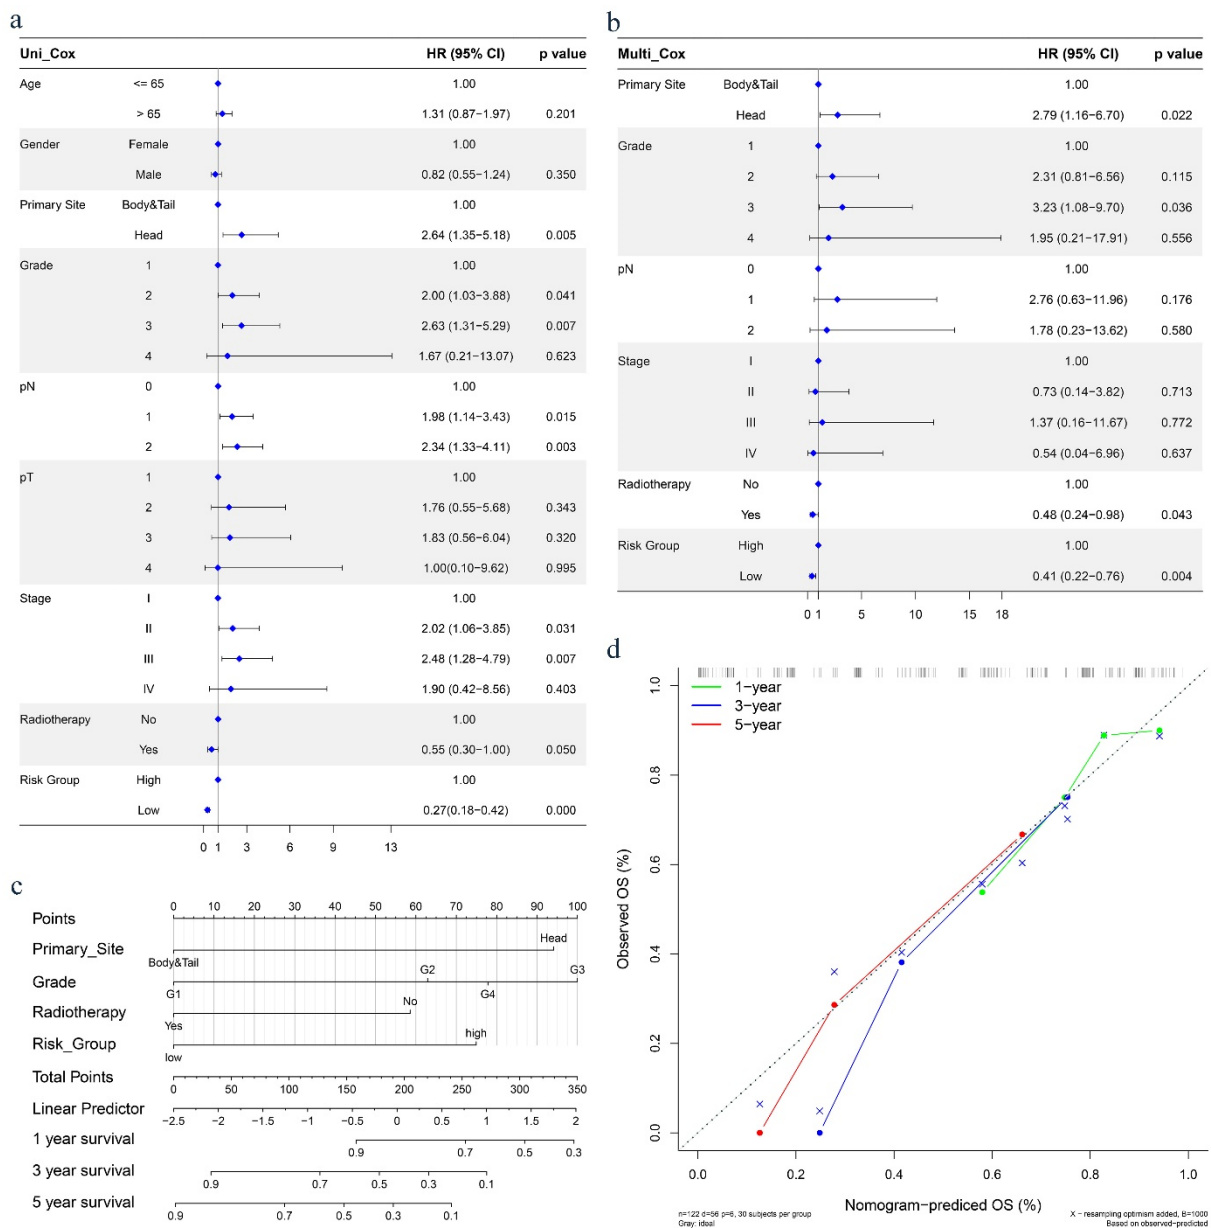 a
Uni_Cox HR (95% CI) p value
Age <= 65 1.00
> 65 1.31 (0.87−1.97) 0.201
Gender Female 1.00
Male 0.82 (0.55−1.24) 0.350
Primary Site Body&Tail 1.00
Head 2.64 (1.35−5.18) 0.005
Grade 1 1.00
2 2.00 (1.03−3.88) 0.041
3 2.63 (1.31−5.29) 0.007
4 1.67 (0.21−13.07) 0.623
pN 0 1.00
1 1.98 (1.14−3.43) 0.015
2 2.34 (1.33−4.11) 0.003
pT 1 1.00
2 1.76 (0.55−5.68) 0.343
3 1.83 (0.56−6.04) 0.320
4 1.00(0.10−9.62) 0.995
Stage I 1.00
II 2.02 (1.06−3.85) 0.031
III 2.48 (1.28−4.79) 0.007
IV 1.90 (0.42−8.56) 0.403
Radiotherapy No 1.00
Yes 0.55 (0.30−1.00) 0.050
Risk Group High 1.00
Low 0.27(0.18−0.42) 0.000
0 1 3 6 9 13
b
Multi_Cox HR (95% CI) p value
Primary Site Body&Tail 1.00
Head 2.79 (1.16−6.70) 0.022
Grade 1 1.00
2 2.31 (0.81−6.56) 0.115
3 3.23 (1.08−9.70) 0.036
4 1.95 (0.21−17.91) 0.556
pN 0 1.00
1 2.76 (0.63−11.96) 0.176
2 1.78 (0.23−13.62) 0.580
Stage I 1.00
II 0.73 (0.14−3.82) 0.713
III 1.37 (0.16−11.67) 0.772
IV 0.54 (0.04−6.96) 0.637
Radiotherapy No 1.00
Yes 0.48 (0.24−0.98) 0.043
Risk Group High 1.00
Low 0.41 (0.22−0.76) 0.004
0 1 5 10 15 18
c
Points 0 10 20 30 40 50 60 70 80 90 100
Primary_Site Head
Body&Tail
Grade G2 G3
G1 G4
Radiotherapy No
Yes
Risk_Group high
low
Total Points 0 50 100 150 200 250 300 350
Linear Predictor −2.5 −2 −1.5 −1 −0.5 0 0.5 1 1.5 2
1 year survival 0.9 0.7 0.5 0.3
3 year survival 0.9 0.7 0.5 0.3 0.1
5 year survival 0.9 0.7 0.5 0.3 0.1
d
1−year
3−year
5−year
Observed OS (%)
1.0
0.8
0.6
0.4
0.2
0.0
0.0 0.2 0.4 0.6 0.8 1.0
Nomogram−prediced OS (%)
n=122 d=56 p=6, 30 subjects per group
Gray: ideal
X − resampling optimism added, B=1000
Based on observed−predicted